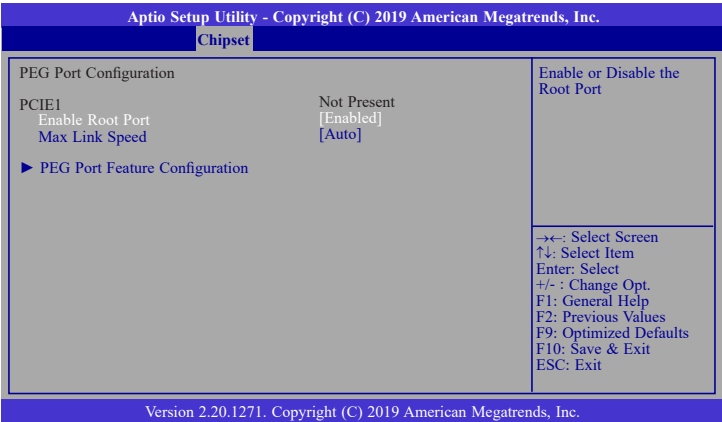 Aptio Setup Utility - Copyright (C) 2019 American Megatrends, Inc.
Chipset
PEG Port Configuration
PCIE1 Not Present
Enable Root Port [Enabled]
Max Link Speed [Auto]
► PEG Port Feature Configuration
Enable or Disable the
Root Port
→←: Select Screen
↑↓: Select Item
Enter: Select
+/- : Change Opt.
F1: General Help
F2: Previous Values
F9: Optimized Defaults
F10: Save & Exit
ESC: Exit
Version 2.20.1271. Copyright (C) 2019 American Megatrends, Inc.